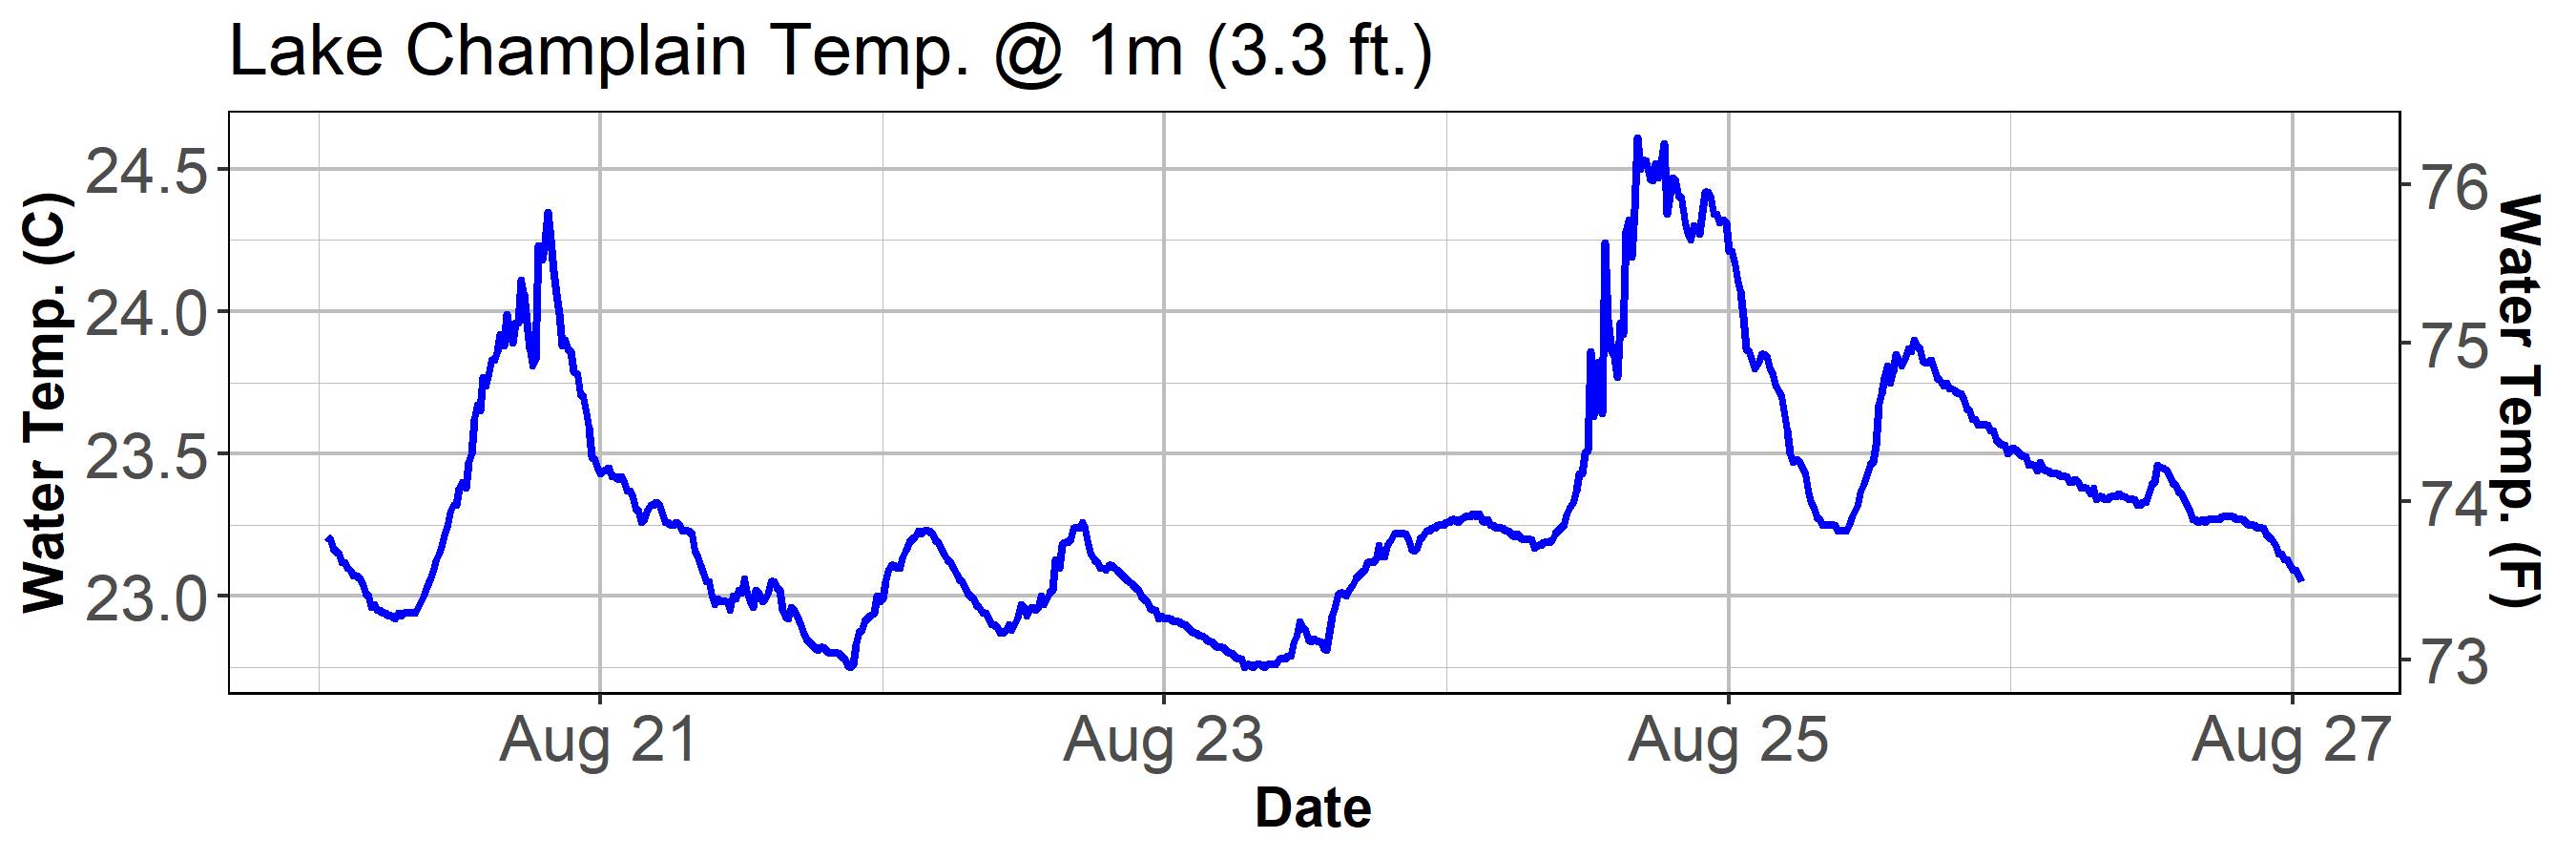 Lake Champlain Temp. @ 1m (3.3 ft.)
Water Temp. (C)
24.5
24.0
23.5
23.0
76
75
74
73
Water Temp. (F)
Aug 21 Aug 23 Aug 25 Aug 27
Date